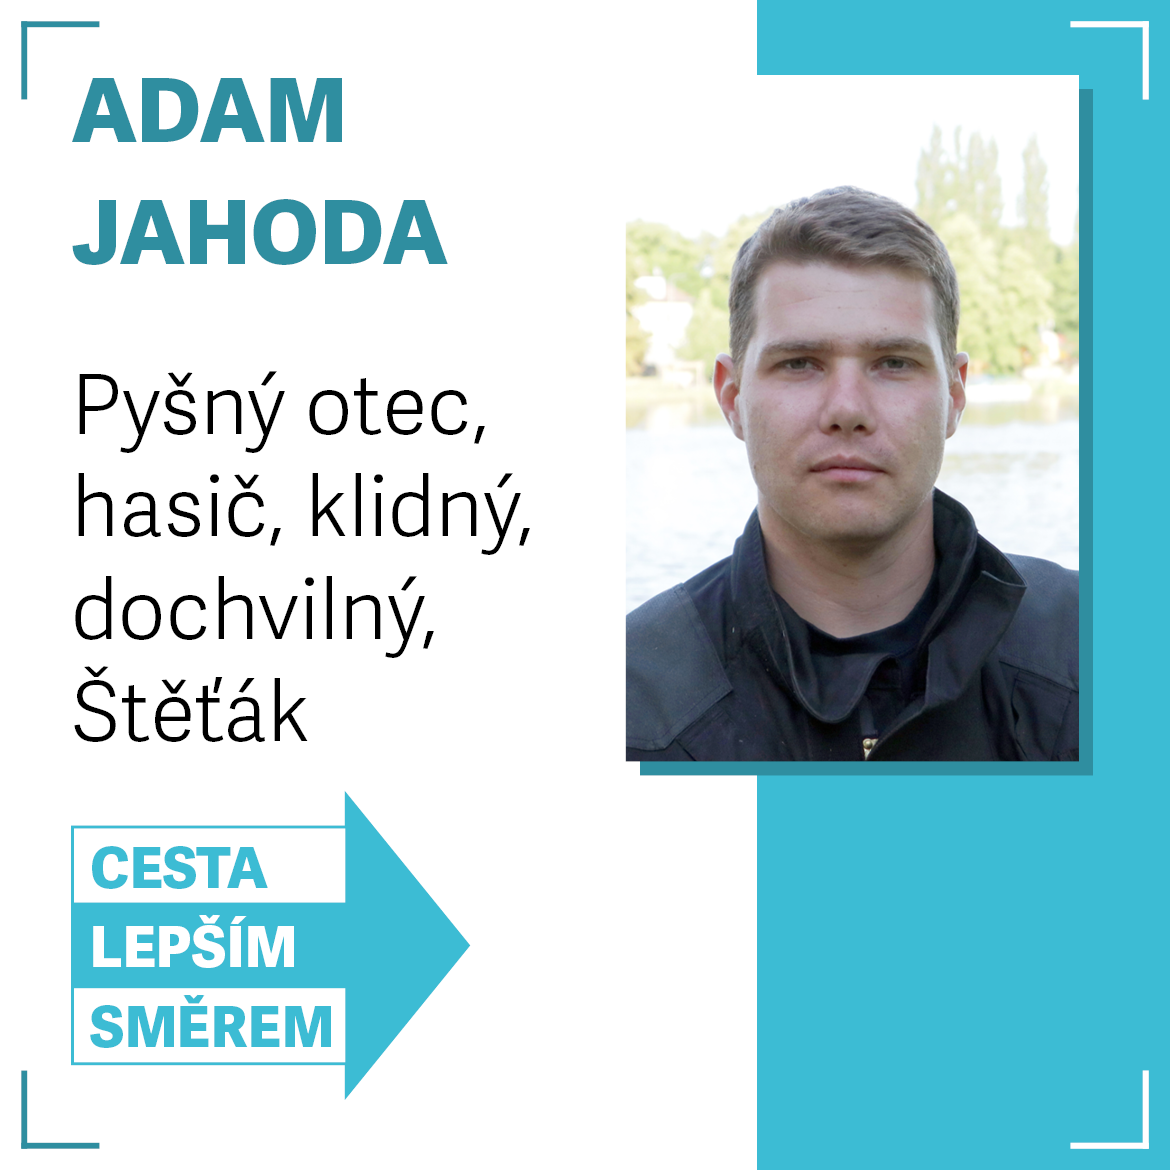 ADAM
JAHODA
Pyšný otec,
hasič, klidný,
dochvilný,
Štěťák
CESTA
LEPŠÍM
SMĚREM